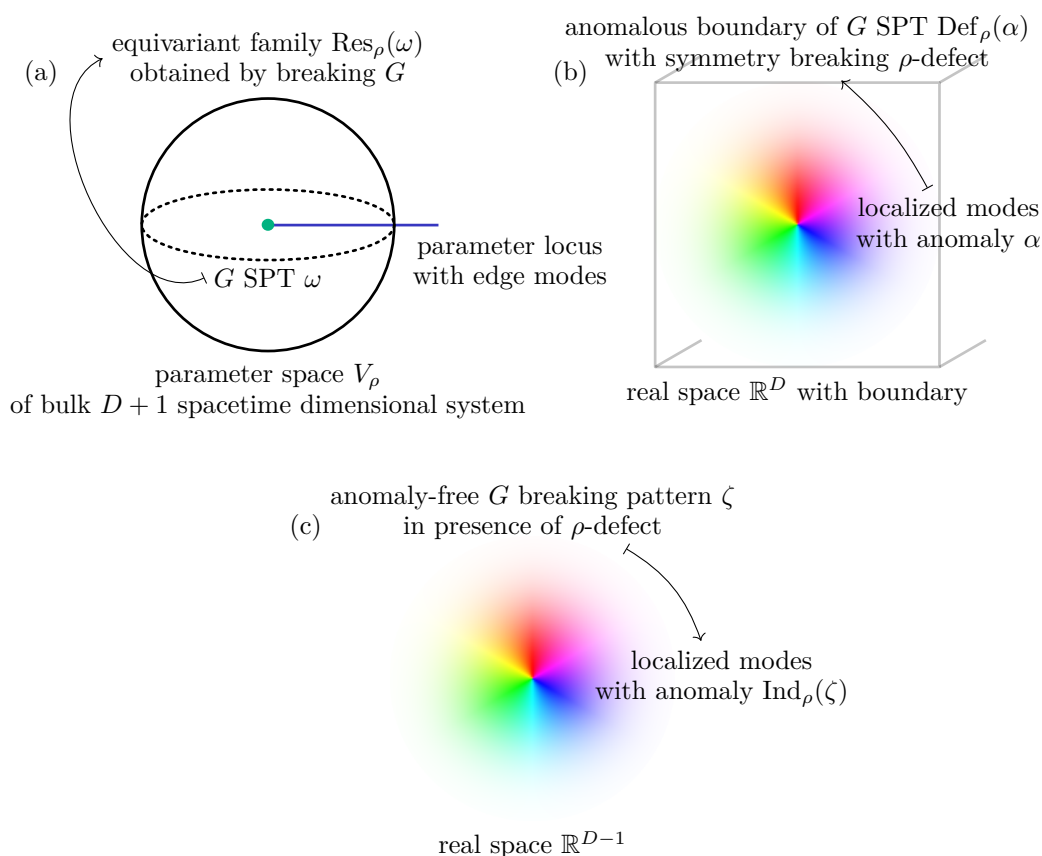 (a)
equivariant family Res_ρ(ω)
obtained by breaking G
G SPT ω
parameter locus
with edge modes
parameter space V_ρ
of bulk D + 1 spacetime dimensional system
(b)
anomalous boundary of G SPT Def_ρ(α)
with symmetry breaking ρ-defect
localized modes
with anomaly α
real space ℝ^D with boundary
(c)
anomaly-free G breaking pattern ζ
in presence of ρ-defect
localized modes
with anomaly Ind_ρ(ζ)
real space ℝ^{D−1}